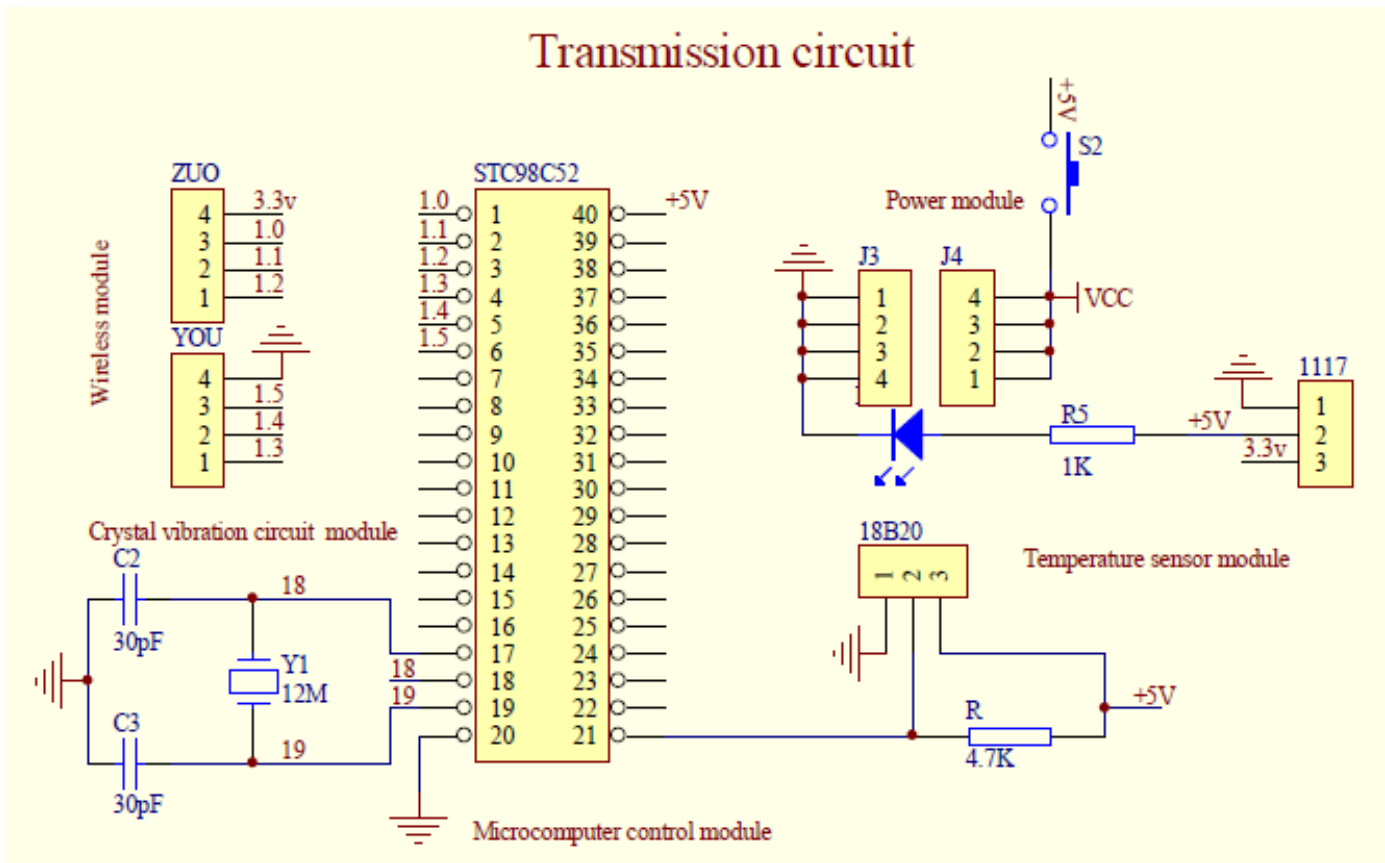 Transmission circuit
Wireless module
ZUO
4 3.3v
3 1.0
2 1.1
1 1.2
YOU
4
3 1.5
2 1.4
1 1.3
STC98C52
1.0 1 40 +5V
1.1 2 39
1.2 3 38
1.3 4 37
1.4 5 36
1.5 6 35
7 34
8 33
9 32
10 31
11 30
12 29
13 28
14 27
15 26
16 25
17 24
18 18 23
19 19 22
20 21
Microcomputer control module
+5V
S2
Power module
J3
1
2
3
4
J4
4
3
2
1
VCC
R5
1K
+5V
3.3v
1117
1
2
3
Crystal vibration circuit module
C2
30pF
18
Y1
12M
C3
30pF
19
18B20
1 2 3
Temperature sensor module
+5V
R
4.7K